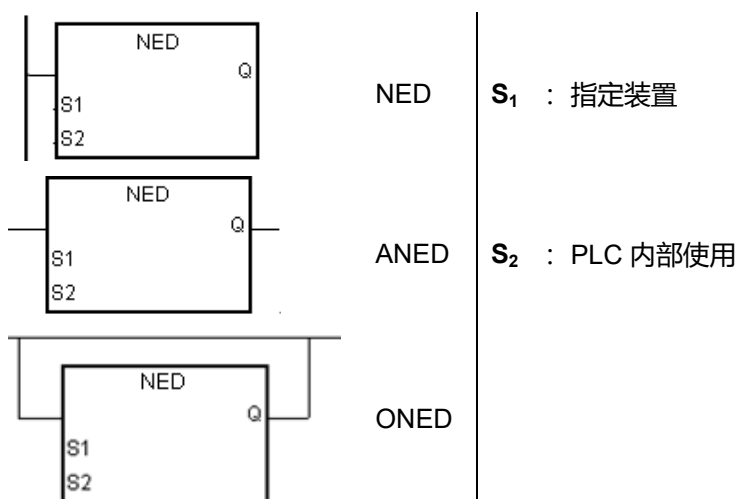 NED
Q
S1
S2
NED
S₁ : 指定装置
NED
Q
S1
S2
ANED
S₂ : PLC 内部使用
NED
Q
S1
S2
ONED